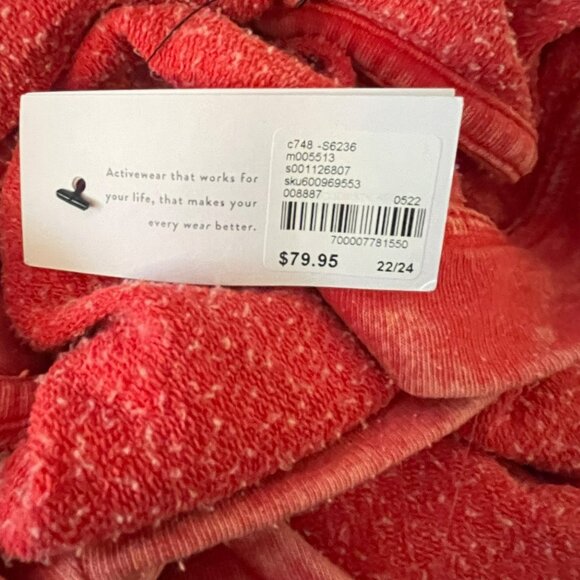 Activewear that works for
your life, that makes your
every wear better.
c748 -S6236
m005513
s001126807
sku600969553
008887
0522
700007781550
$79.95
22/24